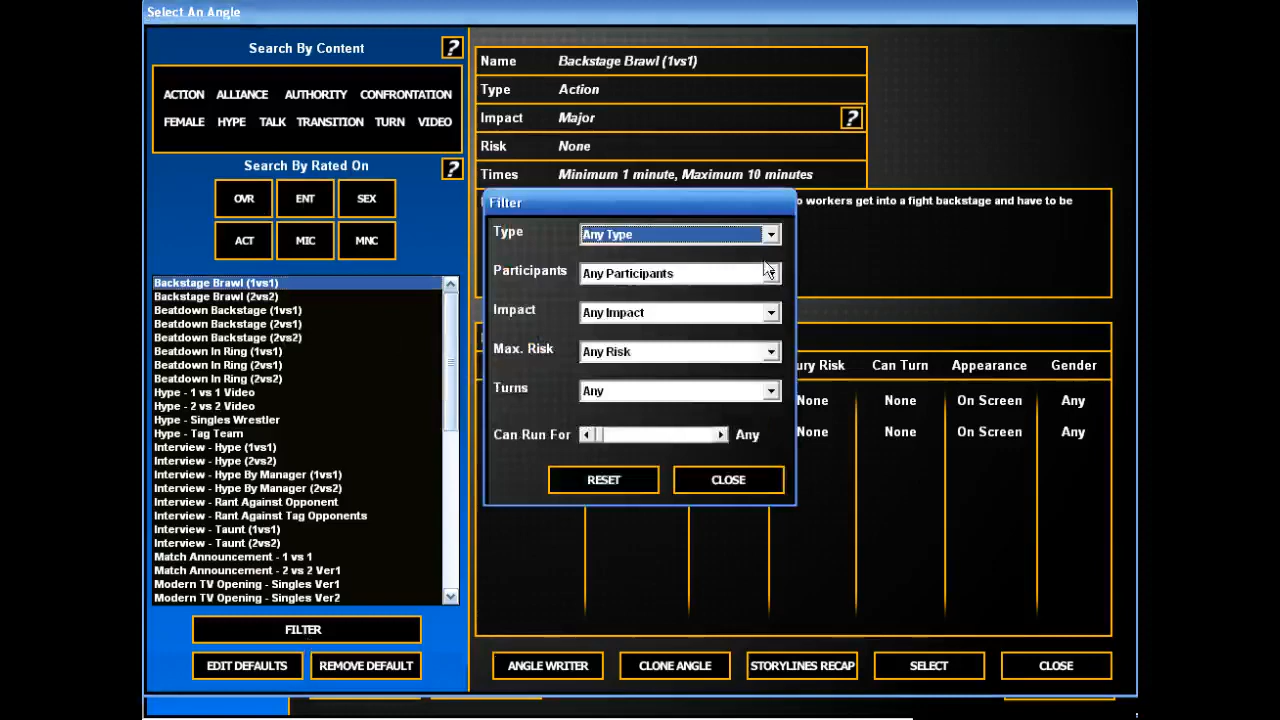 Select An Angle
Search By Content
?
ACTION ALLIANCE AUTHORITY CONFRONTATION
FEMALE HYPE TALK TRANSITION TURN VIDEO
Search By Rated On
?
OVR ENT SEX
ACT MIC MNC
Backstage Brawl (1vs1)
Backstage Brawl (2vs2)
Beatdown Backstage (1vs1)
Beatdown Backstage (2vs1)
Beatdown Backstage (2vs2)
Beatdown In Ring (1vs1)
Beatdown In Ring (2vs1)
Beatdown In Ring (2vs2)
Hype - 1 vs 1 Video
Hype - 2 vs 2 Video
Hype - Singles Wrestler
Hype - Tag Team
Interview - Hype (1vs1)
Interview - Hype (2vs2)
Interview - Hype By Manager (1vs1)
Interview - Hype By Manager (2vs2)
Interview - Rant Against Opponent
Interview - Rant Against Tag Opponents
Interview - Taunt (1vs1)
Interview - Taunt (2vs2)
Match Announcement - 1 vs 1
Match Announcement - 2 vs 2 Ver1
Modern TV Opening - Singles Ver1
Modern TV Opening - Singles Ver2
FILTER
EDIT DEFAULTS REMOVE DEFAULT
Name Backstage Brawl (1vs1)
Type Action
Impact Major ?
Risk None
Times Minimum 1 minute, Maximum 10 minutes
o workers get into a fight backstage and have to be
Filter
Type Any Type
Participants Any Participants
Impact Any Impact
Max. Risk Any Risk
Turns Any
Can Run For Any
RESET CLOSE
ury Risk Can Turn Appearance Gender
None None On Screen Any
None None On Screen Any
ANGLE WRITER CLONE ANGLE STORYLINES RECAP SELECT CLOSE